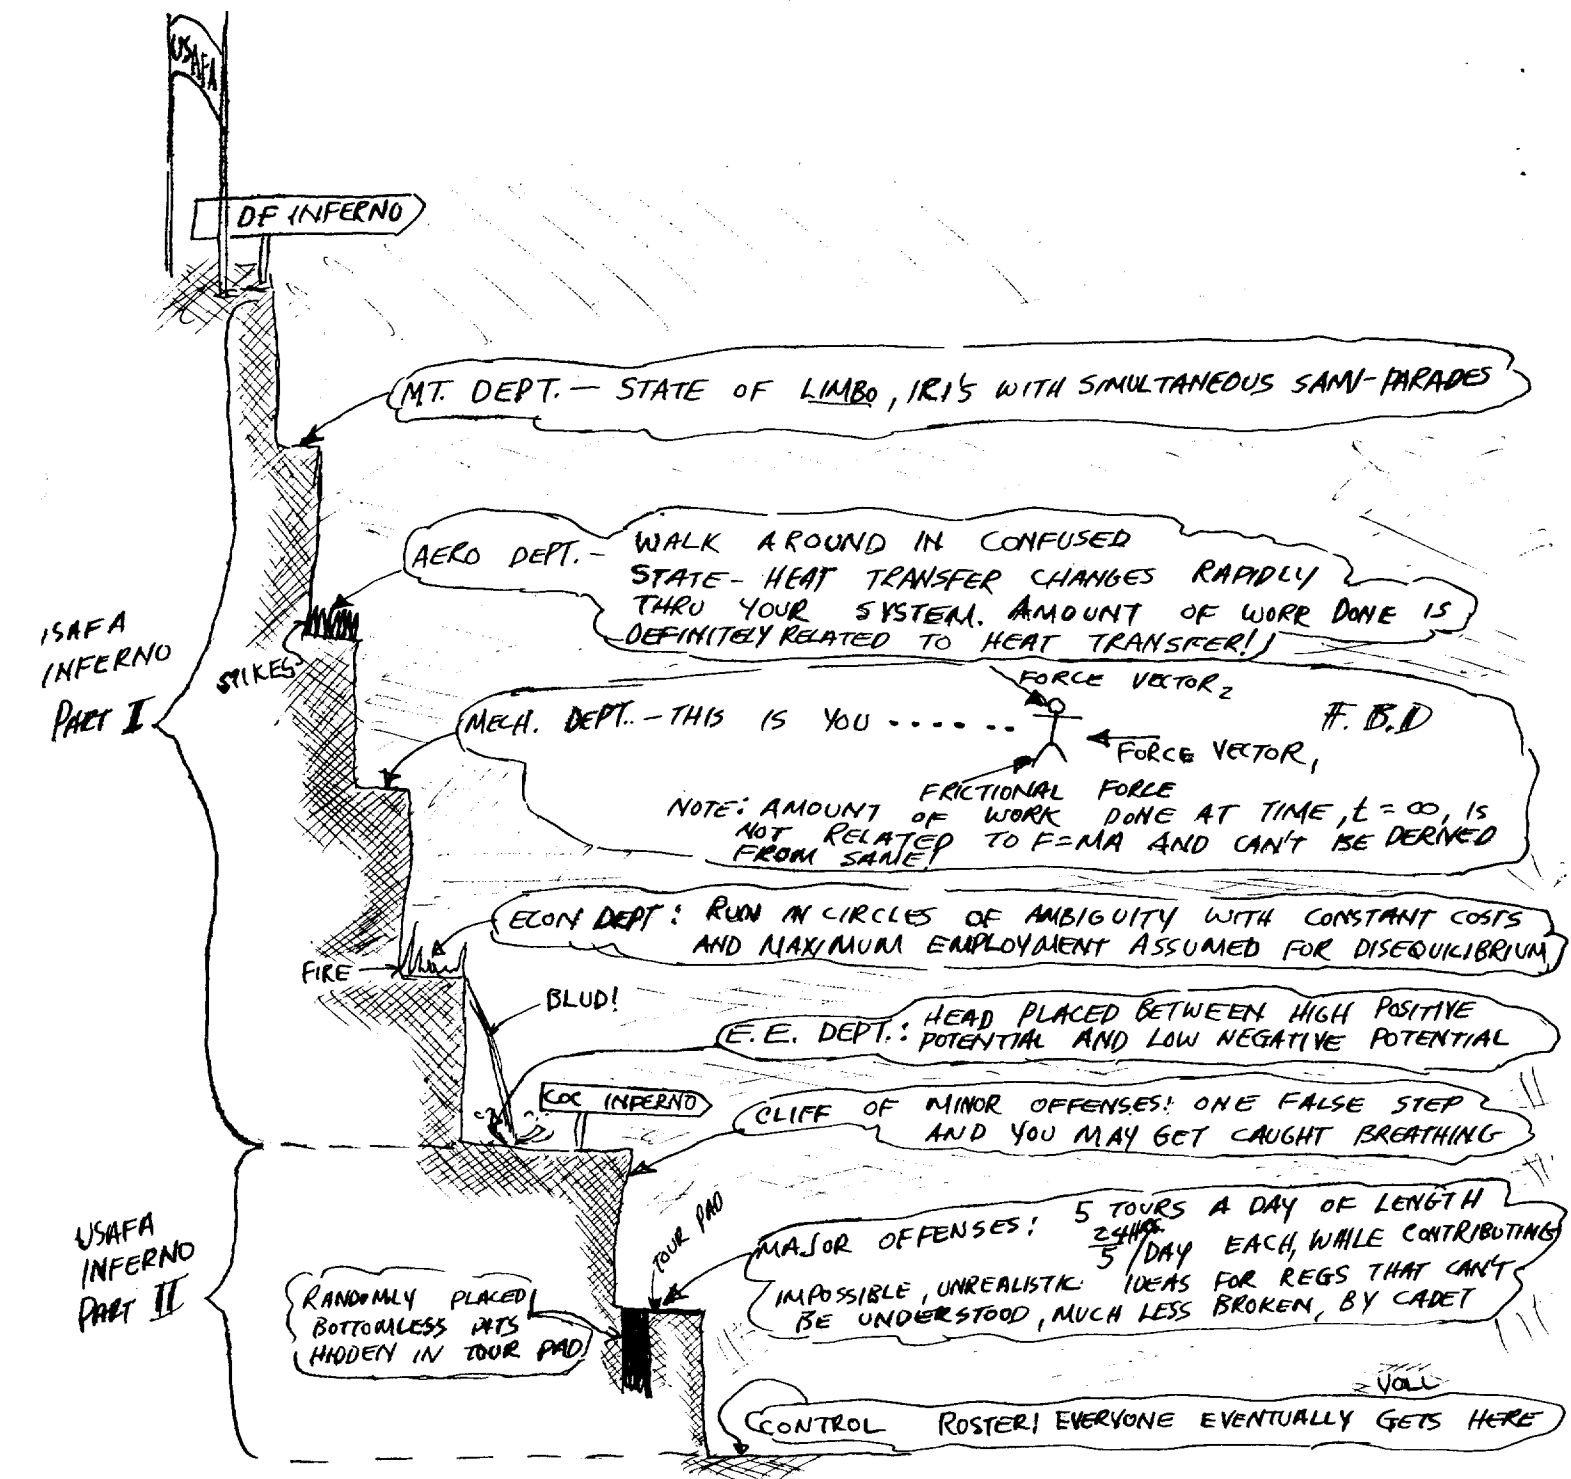 USAFA
DF INFERNO
MT. DEPT. — STATE OF LIMBO, IRI'S WITH SIMULTANEOUS SAMI-PARADES
AERO DEPT. — WALK AROUND IN CONFUSED
STATE — HEAT TRANSFER CHANGES RAPIDLY
THRU YOUR SYSTEM. AMOUNT OF WORK DONE IS
DEFINITELY RELATED TO HEAT TRANSFER!
SPIKES
USAFA
INFERNO
PART I
FORCE VECTOR₂
MECH. DEPT. — THIS IS YOU . . . . . .
F.B.D
FORCE VECTOR,
FRICTIONAL FORCE
NOTE: AMOUNT OF WORK DONE AT TIME, t = ∞, IS
NOT RELATED TO F=MA AND CAN'T BE DERIVED
FROM SAME!
ECON DEPT: RUN IN CIRCLES OF AMBIGUITY WITH CONSTANT COSTS
AND MAXIMUM EMPLOYMENT ASSUMED FOR DISEQUILIBRIUM
FIRE
BLUD!
E.E. DEPT.: HEAD PLACED BETWEEN HIGH POSITIVE
POTENTIAL AND LOW NEGATIVE POTENTIAL
COC INFERNO
CLIFF OF MINOR OFFENSES! ONE FALSE STEP
AND YOU MAY GET CAUGHT BREATHING
TOUR PAD
USAFA
INFERNO
PART II
MAJOR OFFENSES: 5 TOURS A DAY OF LENGTH
24HRS./5 /DAY EACH, WHILE CONTRIBUTING
IMPOSSIBLE, UNREALISTIC IDEAS FOR REGS THAT CAN'T
BE UNDERSTOOD, MUCH LESS BROKEN, BY CADET
RANDOMLY PLACED
BOTTOMLESS PITS
HIDDEN IN TOUR PAD
CONTROL ROSTER! EVERYONE EVENTUALLY GETS HERE